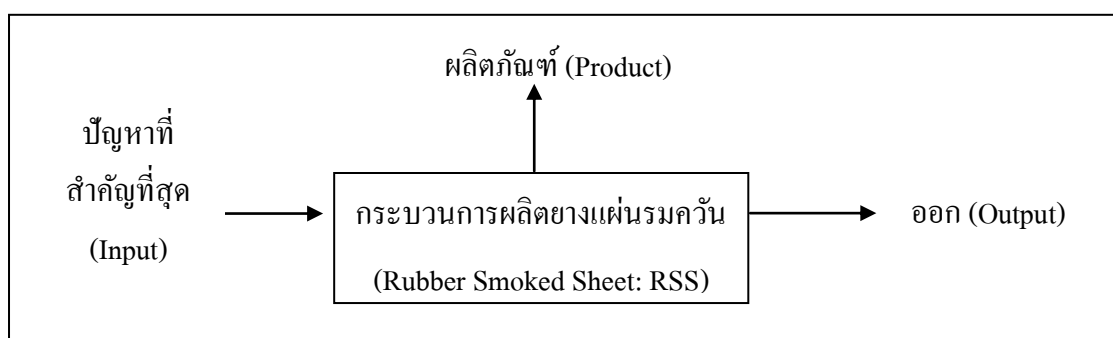 ผลิตภัณฑ์ (Product)
ปัญหาที่
สำคัญที่สุด
(Input)
กระบวนการผลิตยางแผ่นรมควัน
(Rubber Smoked Sheet: RSS)
ออก (Output)